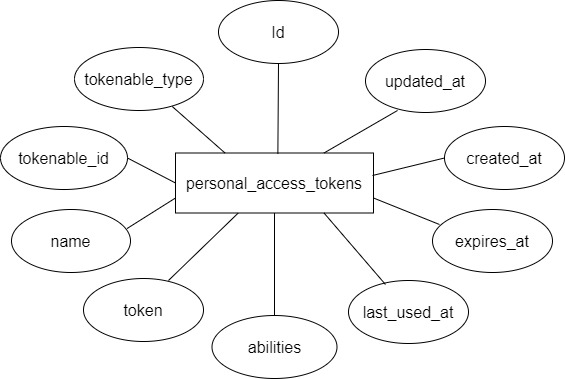 Id
tokenable_type
updated_at
tokenable_id
created_at
personal_access_tokens
name
expires_at
token
last_used_at
abilities